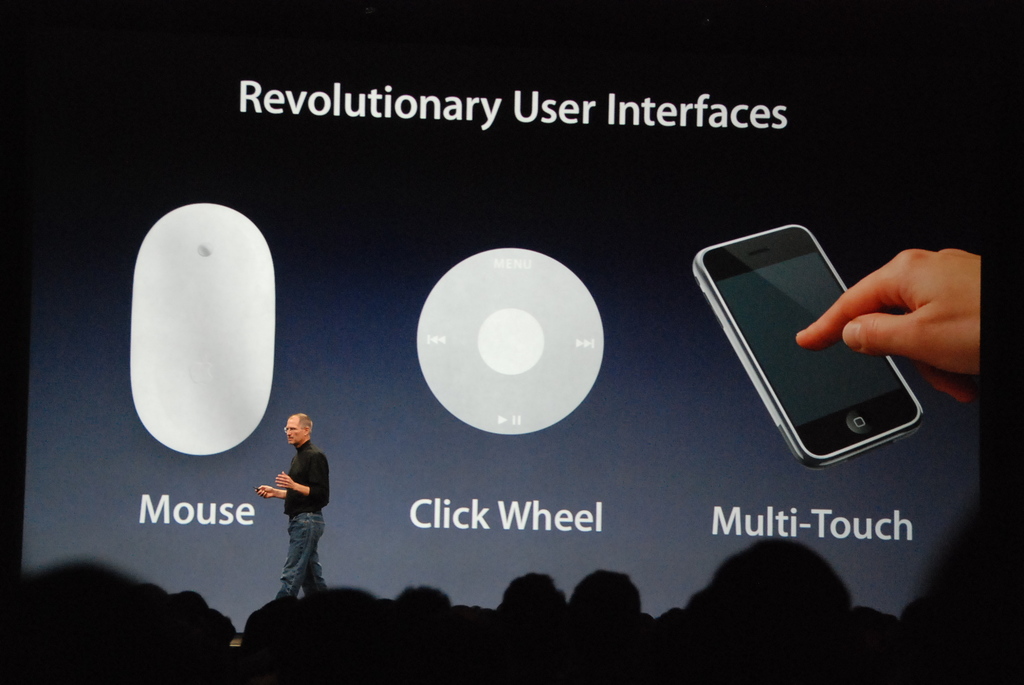 Revolutionary User Interfaces
MENU
Mouse
Click Wheel
Multi-Touch